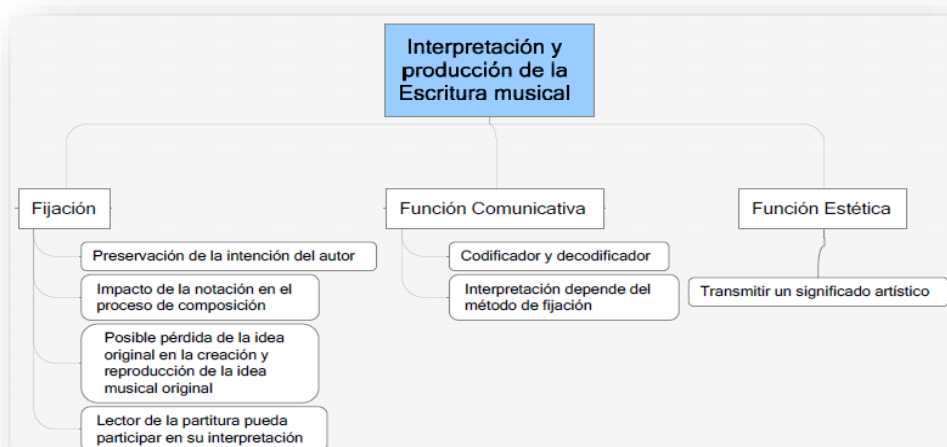 Interpretación y
producción de la
Escritura musical
Fijación
Preservación de la intención del autor
Impacto de la notación en el
proceso de composición
Posible pérdida de la idea
original en la creación y
reproducción de la idea
musical original
Lector de la partitura pueda
participar en su interpretación
Función Comunicativa
Codificador y decodificador
Interpretación depende del
método de fijación
Función Estética
Transmitir un significado artístico